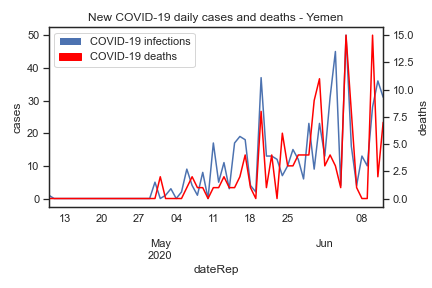 New COVID-19 daily cases and deaths - Yemen
COVID-19 infections
COVID-19 deaths
50
40
30
20
10
0
cases
15.0
12.5
10.0
7.5
5.0
2.5
0.0
deaths
13 20 27 04 11 18 25 08
May Jun
2020
dateRep